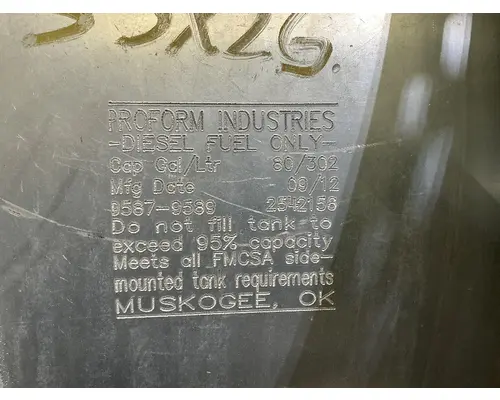 PROFORM INDUSTRIES
-DIESEL FUEL ONLY-
Cap Gal/Ltr 80/302
Mfg Date 09/12
9587-9589 2542158
Do not fill tank to
exceed 95% capacity
Meets all FMCSA side-
mounted tank requirements
MUSKOGEE, OK